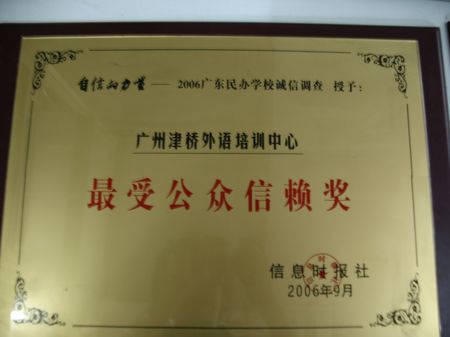 自信的力量——2006广东民办学校诚信调查 授于:
广州津桥外语培训中心
最受公众信赖奖
信息时报社
2006年9月